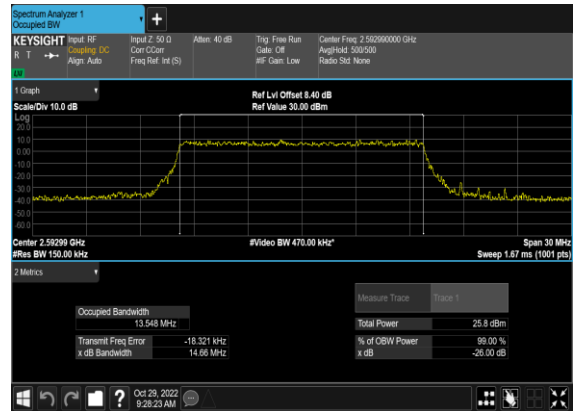 Spectrum Analyzer 1
Occupied BW
KEYSIGHT Input: RF Input Z: 50 Ω Atten: 40 dB Trig: Free Run Center Freq: 2.592990000 GHz
R T Coupling: DC Corr CCorr Gate: Off Avg|Hold: 500/500
Align: Auto Freq Ref: Int (S) #IF Gain: Low Radio Std: None
1 Graph
Ref Lvl Offset 8.40 dB
Scale/Div 10.0 dB Ref Value 30.00 dBm
Log
20.0
10.0
0.00
-10.0
-20.0
-30.0
-40.0
-50.0
-60.0
Center 2.59299 GHz #Video BW 470.00 kHz* Span 30 MHz
#Res BW 150.00 kHz Sweep 1.67 ms (1001 pts)
2 Metrics
Measure Trace Trace 1
Occupied Bandwidth
13.548 MHz Total Power 25.8 dBm
Transmit Freq Error -18.321 kHz % of OBW Power 99.00 %
x dB Bandwidth 14.66 MHz x dB -26.00 dB
Oct 29, 2022
9:28:23 AM